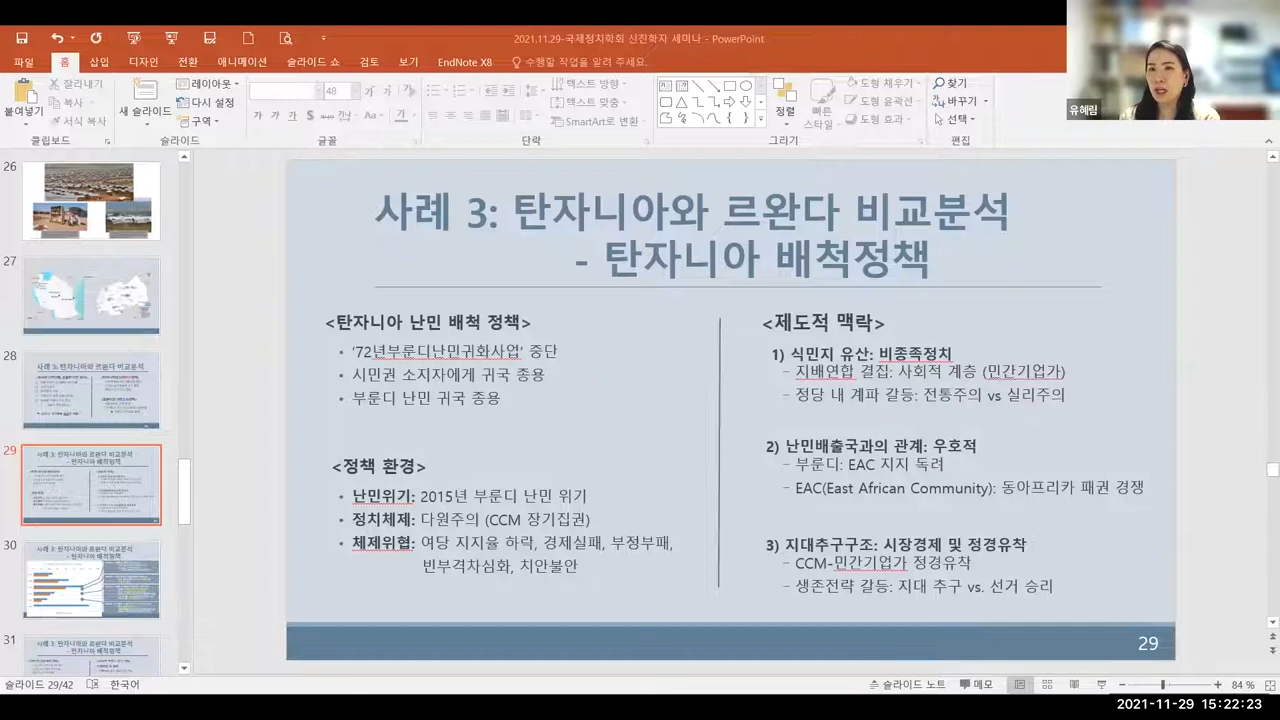 2021.11.29-국제정치학회 신진학자 세미나 - PowerPoint
파일 홈 삽입 디자인 전환 애니메이션 슬라이드 쇼 검토 보기 EndNote X8 수행할 작업을 알려 주세요.
붙여넣기
잘라내기
복사
서식 복사
클립보드
새 슬라이드
레이아웃
다시 설정
구역
슬라이드
48
가 가 가 S 가나다 Aa 가
글꼴
텍스트 방향
텍스트 맞춤
SmartArt로 변환
단락
정렬
빠른 스타일
도형 채우기
도형 윤곽선
도형 효과
그리기
찾기
바꾸기
선택
편집
유혜림
26
27
28
29
30
31
사례 3: 탄자니아와 르완다 비교분석
- 탄자니아 배척정책
<탄자니아 난민 배척 정책>
• '72년부룬디난민귀화사업' 중단
• 시민권 소지자에게 귀국 종용
• 부룬디 난민 귀국 종용
<정책 환경>
• 난민위기: 2015년 부룬디 난민 위기
• 정치체제: 다원주의 (CCM 장기집권)
• 체제위협: 여당 지지율 하락, 경제실패, 부정부패,
빈부격차심화, 치안불안
<제도적 맥락>
1) 식민지 유산: 비종족정치
- 지배연합 결집: 사회적 계층 (민간기업가)
- 정당 내 계파 갈등: 전통주의 vs 실리주의
2) 난민배출국과의 관계: 우호적
- 부룬디: EAC 지지 독려
- EAC(East African Community): 동아프리카 패권 경쟁
3) 지대추구구조: 시장경제 및 정경유착
- CCM-민간기업가 정경유착
- 생존전략 갈등: 지대 추구 vs. 선거 승리
29
슬라이드 29/42 한국어
슬라이드 노트 메모 84 %
2021-11-29 15:22:23